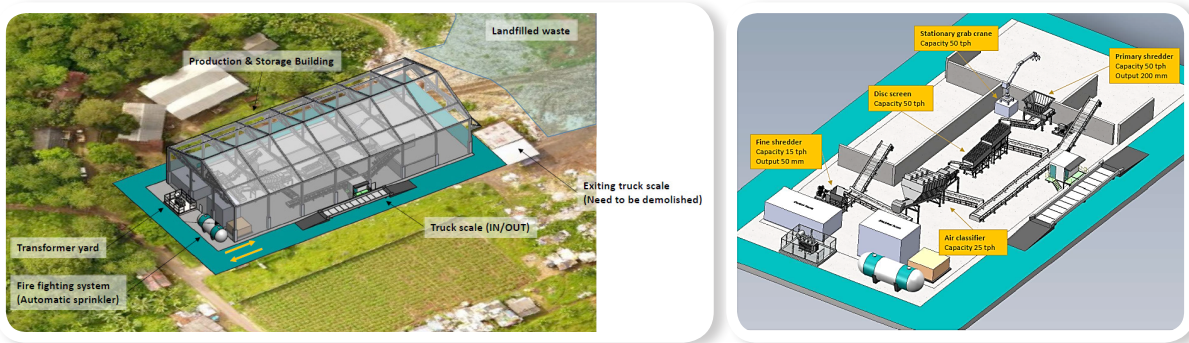 Landfilled waste
Production & Storage Building
Exiting truck scale
(Need to be demolished)
Truck scale (IN/OUT)
Transformer yard
Fire fighting system
(Automatic sprinkler)
Stationary grab crane
Capacity 50 tph
Primary shredder
Capacity 50 tph
Output 200 mm
Disc screen
Capacity 50 tph
Fine shredder
Capacity 15 tph
Output 50 mm
Air classifier
Capacity 25 tph